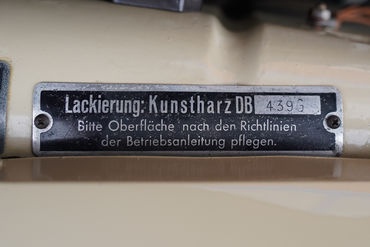 Lackierung: Kunstharz DB 439G
Bitte Oberfläche nach den Richtlinien
der Betriebsanleitung pflegen.